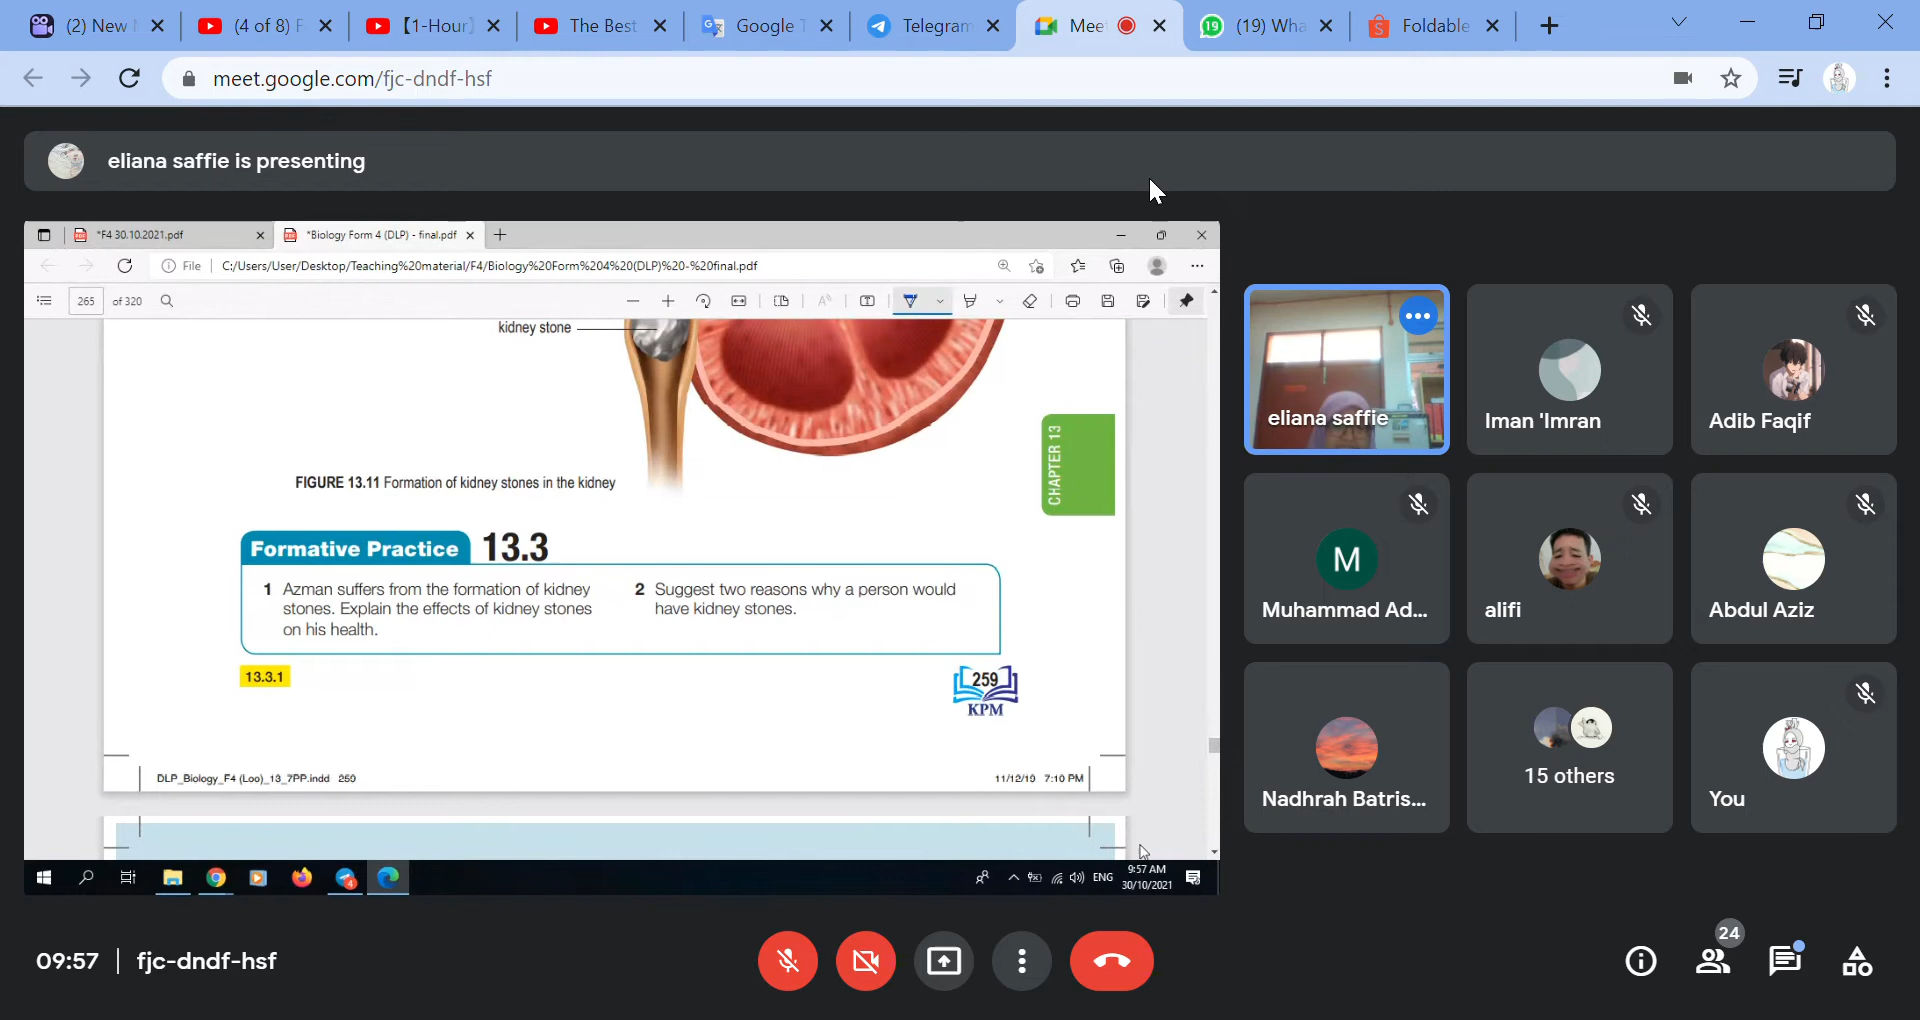 (2) New
(4 of 8) F
【1-Hour
The Best
Google T
Telegram
Meet
(19) Wha
Foldable
meet.google.com/fjc-dndf-hsf
eliana saffie is presenting
*F4 30.10.2021.pdf
*Biology Form 4 (DLP) - final.pdf
File
C:/Users/User/Desktop/Teaching%20material/F4/Biology%20Form%204%20(DLP)%20-%20final.pdf
265 of 320
kidney stone
CHAPTER 13
FIGURE 13.11 Formation of kidney stones in the kidney
Formative Practice 13.3
1 Azman suffers from the formation of kidney
stones. Explain the effects of kidney stones
on his health.
2 Suggest two reasons why a person would
have kidney stones.
13.3.1
259
KPM
DLP_Biology_F4 (Loo)_13_7PP.indd 259
11/12/19 7:10 PM
4
ENG
9:57 AM
30/10/2021
eliana saffie
Iman 'Imran
Adib Faqif
M
Muhammad Ad...
alifi
Abdul Aziz
Nadhrah Batris...
15 others
You
09:57 | fjc-dndf-hsf
24